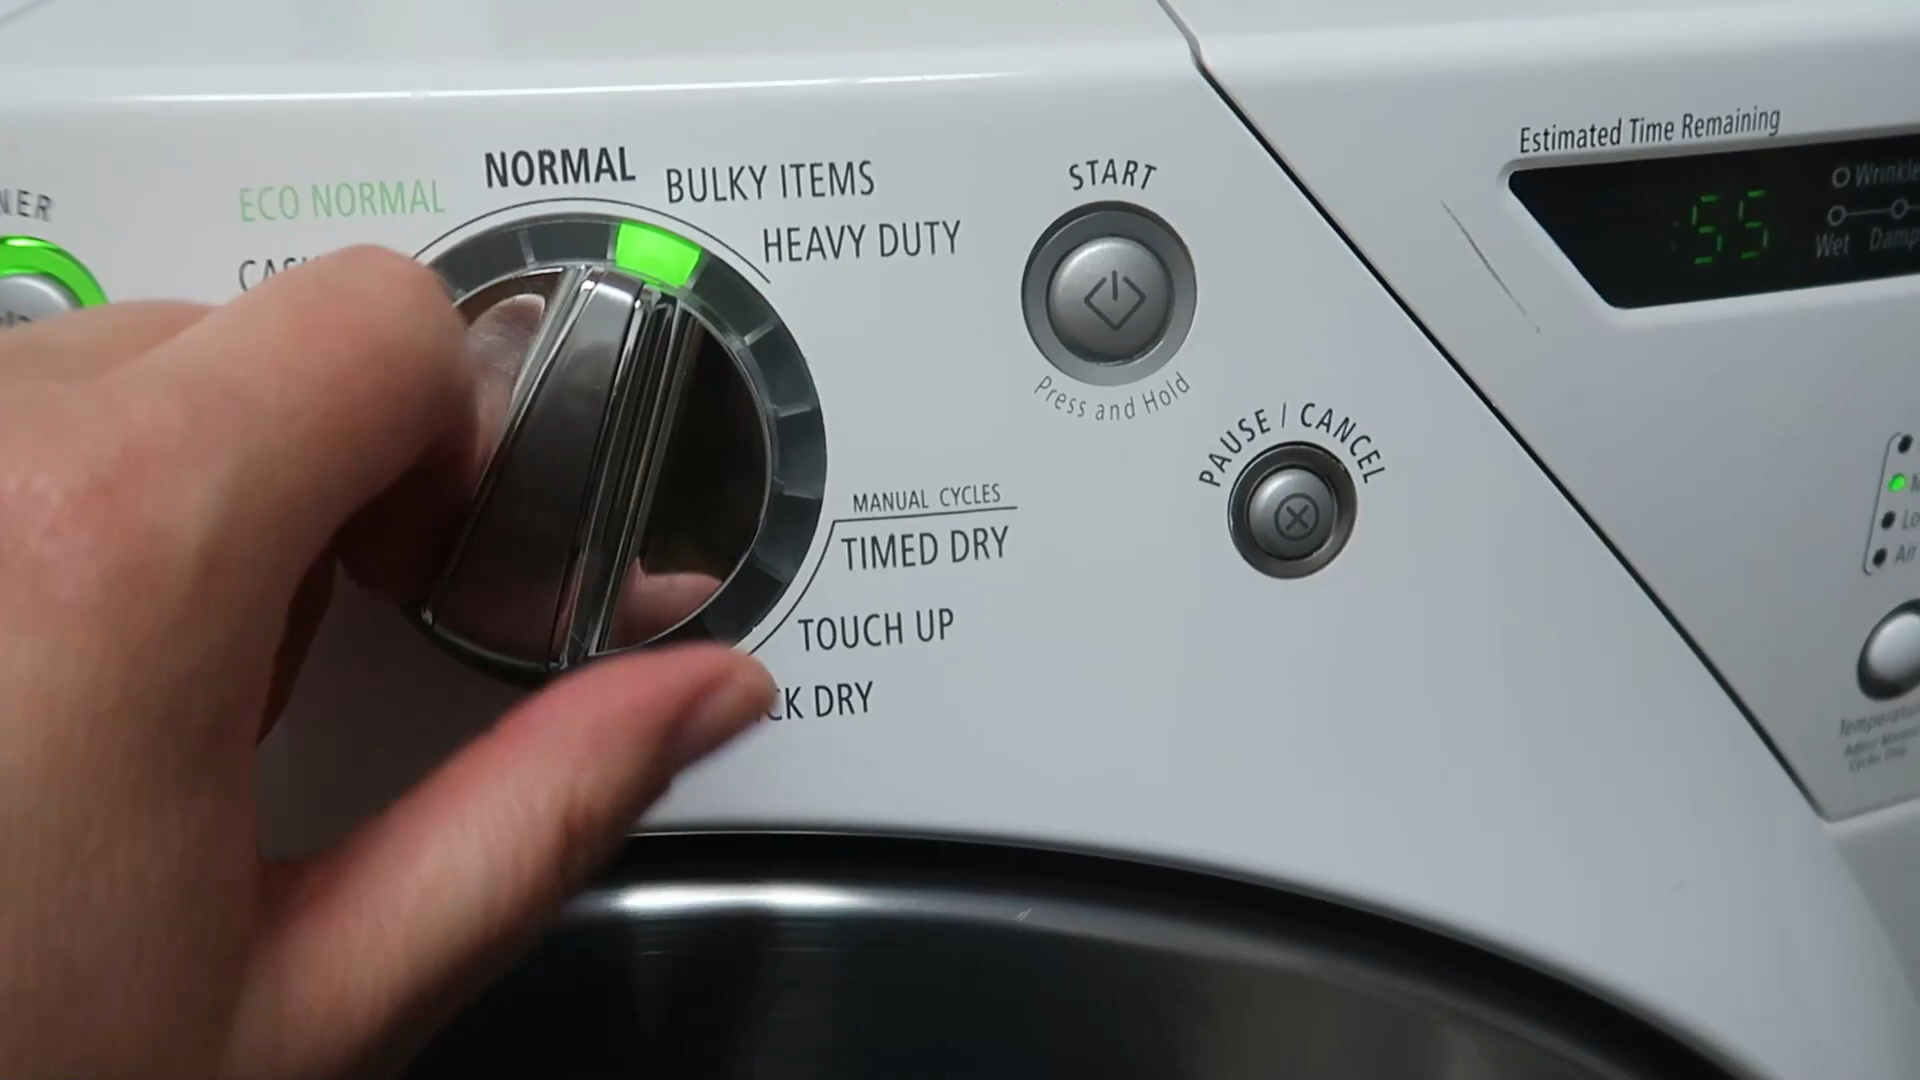 ECO NORMAL
NORMAL
BULKY ITEMS
HEAVY DUTY
START
Press and Hold
PAUSE / CANCEL
MANUAL CYCLES
TIMED DRY
TOUCH UP
DRY
Estimated Time Remaining
55
Wet